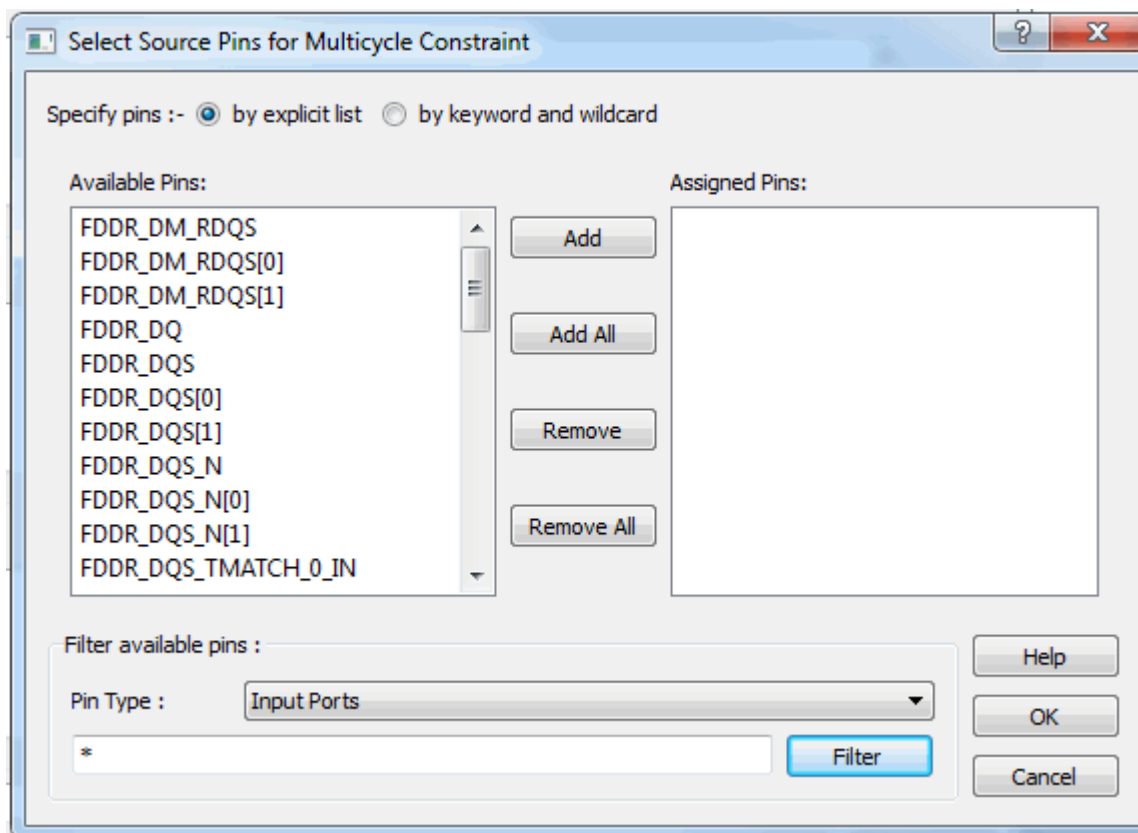 Select Source Pins for Multicycle Constraint
Specify pins :- by explicit list by keyword and wildcard
Available Pins:
Assigned Pins:
FDDR_DM_RDQS
FDDR_DM_RDQS[0]
FDDR_DM_RDQS[1]
FDDR_DQ
FDDR_DQS
FDDR_DQS[0]
FDDR_DQS[1]
FDDR_DQS_N
FDDR_DQS_N[0]
FDDR_DQS_N[1]
FDDR_DQS_TMATCH_0_IN
Add
Add All
Remove
Remove All
Filter available pins :
Pin Type : Input Ports
*
Filter
Help
OK
Cancel